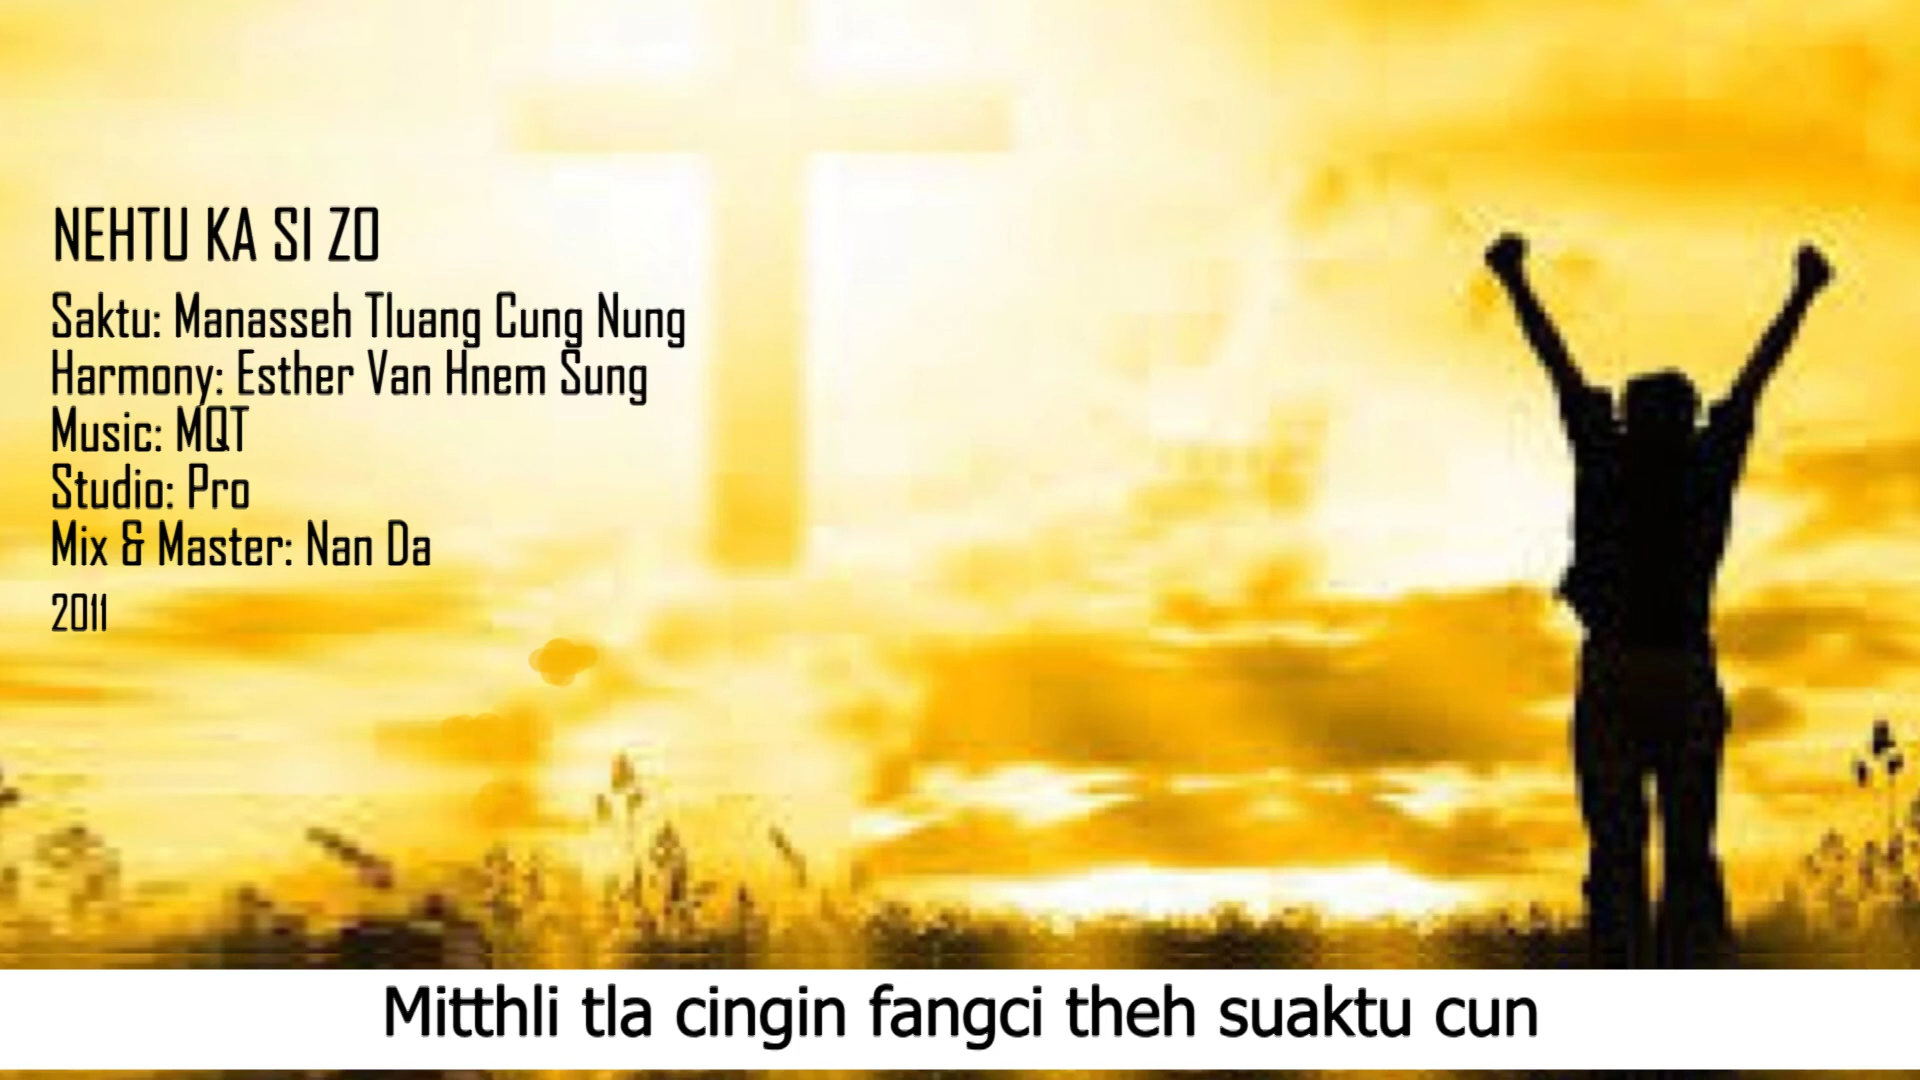 NEHTU KA SI ZO
Saktu: Manasseh Tluang Cung Nung
Harmony: Esther Van Hnem Sung
Music: MQT
Studio: Pro
Mix & Master: Nan Da
2011
Mitthli tla cingin fangci theh suaktu cun